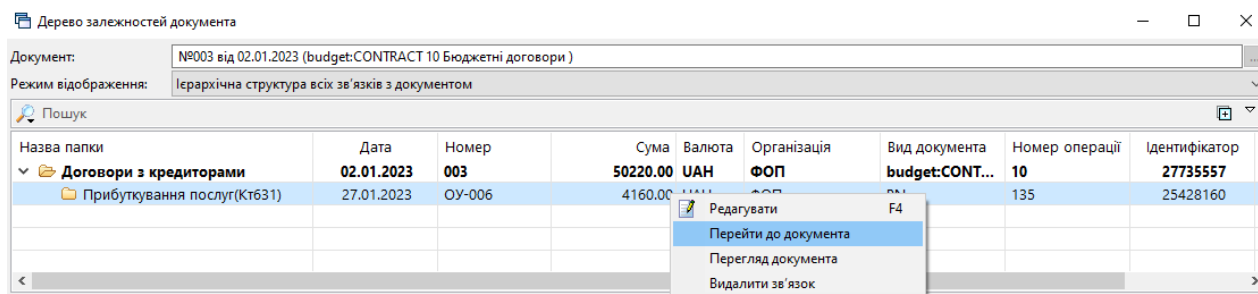 Дерево залежностей документа
Документ: №003 від 02.01.2023 (budget:CONTRACT 10 Бюджетні договори ) ...
Режим відображення: Ієрархічна структура всіх зв'язків з документом
Пошук
Назва папки Дата Номер Сума Валюта Організація Вид документа Номер операції Ідентифікатор
Договори з кредиторами 02.01.2023 003 50220.00 UAH ФОП budget:CONT... 10 27735557
Прибуткування послуг(Кт631) 27.01.2023 ОУ-006 4160.00 UAH ФОП 135 25428160
Редагувати F4
Перейти до документа
Перегляд документа
Видалити зв'язок